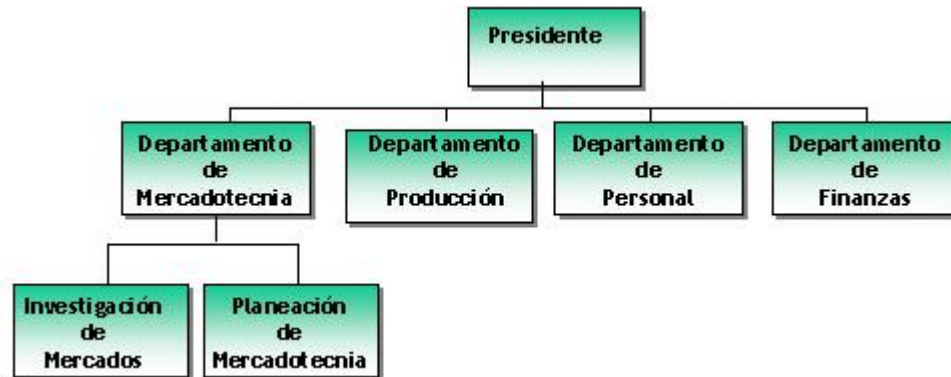 Presidente
Departamento
de
Mercadotecnia
Departamento
de
Producción
Departamento
de
Personal
Departamento
de
Finanzas
Investigación
de
Mercados
Planeación
de
Mercadotecnia